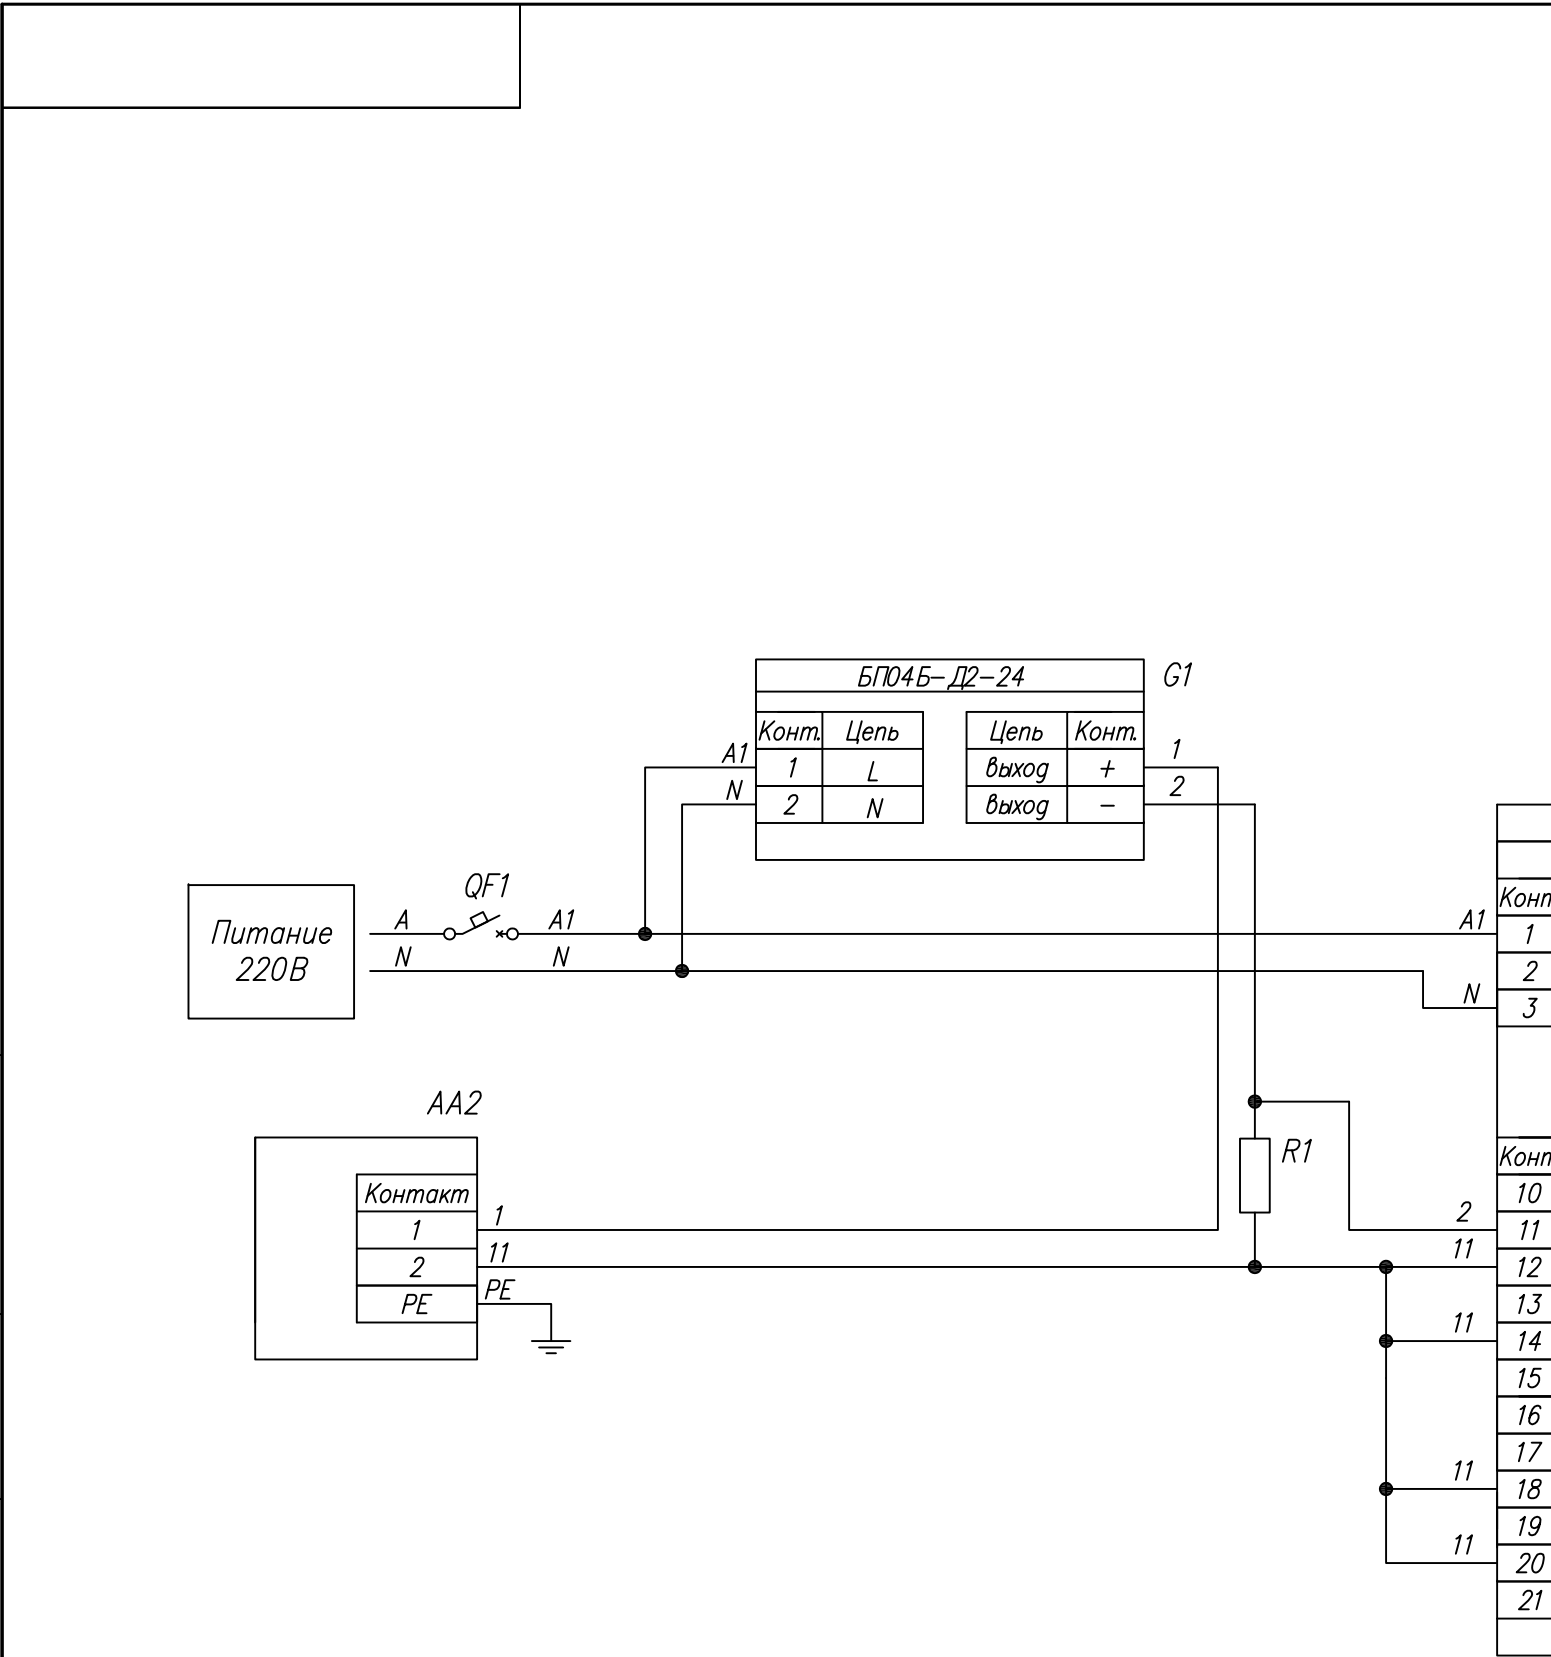 БП04Б-Д2-24
G1
Конт. Цепь Цепь Конт.
A1 1 L выход + 1
N 2 N выход - 2
QF1
Питание 220В
A A1 A1
N N N
Конт
1
2
3
AA2
Контакт
1 1
2 11
PE PE
R1
Конт
10
2 11
11 12
13
11 14
15
16
17
11 18
19
11 20
21